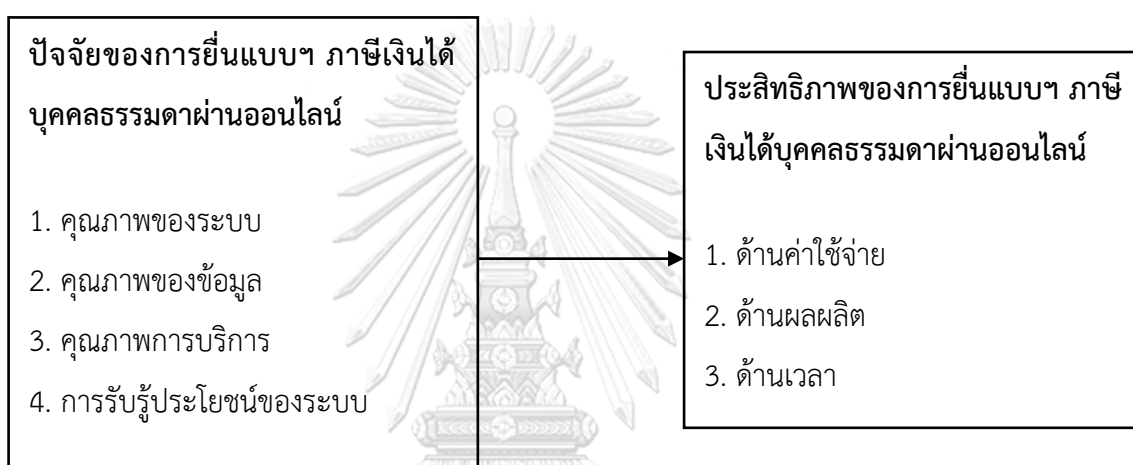 ปัจจัยของการยื่นแบบฯ ภาษีเงินได้
บุคคลธรรมดาผ่านออนไลน์
1. คุณภาพของระบบ
2. คุณภาพของข้อมูล
3. คุณภาพการบริการ
4. การรับรู้ประโยชน์ของระบบ
ประสิทธิภาพของการยื่นแบบฯ ภาษี
เงินได้บุคคลธรรมดาผ่านออนไลน์
1. ด้านค่าใช้จ่าย
2. ด้านผลผลิต
3. ด้านเวลา